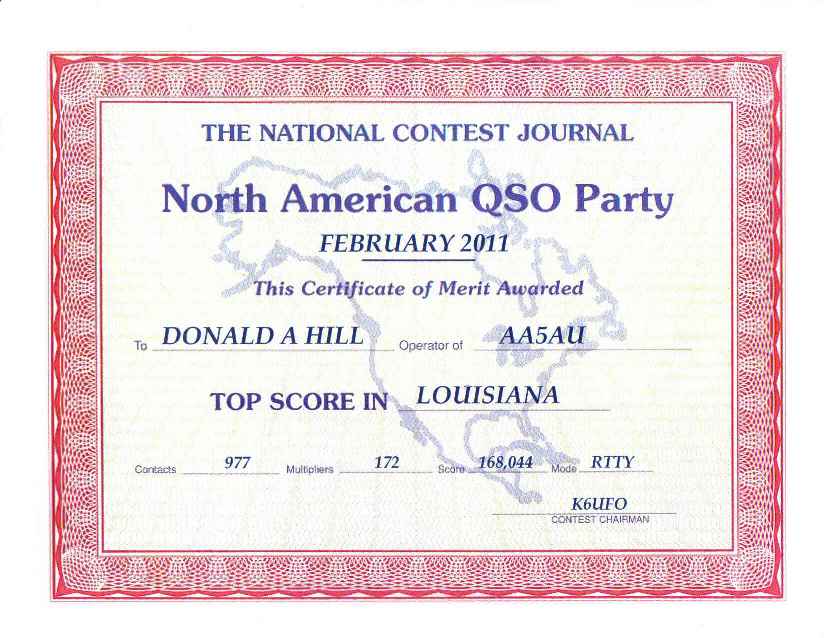 THE NATIONAL CONTEST JOURNAL
North American QSO Party
FEBRUARY 2011
This Certificate of Merit Awarded
To DONALD A HILL Operator of AA5AU
TOP SCORE IN LOUISIANA
Contacts 977 Multipliers 172 Score 168,044 Mode RTTY
K6UFO
CONTEST CHAIRMAN